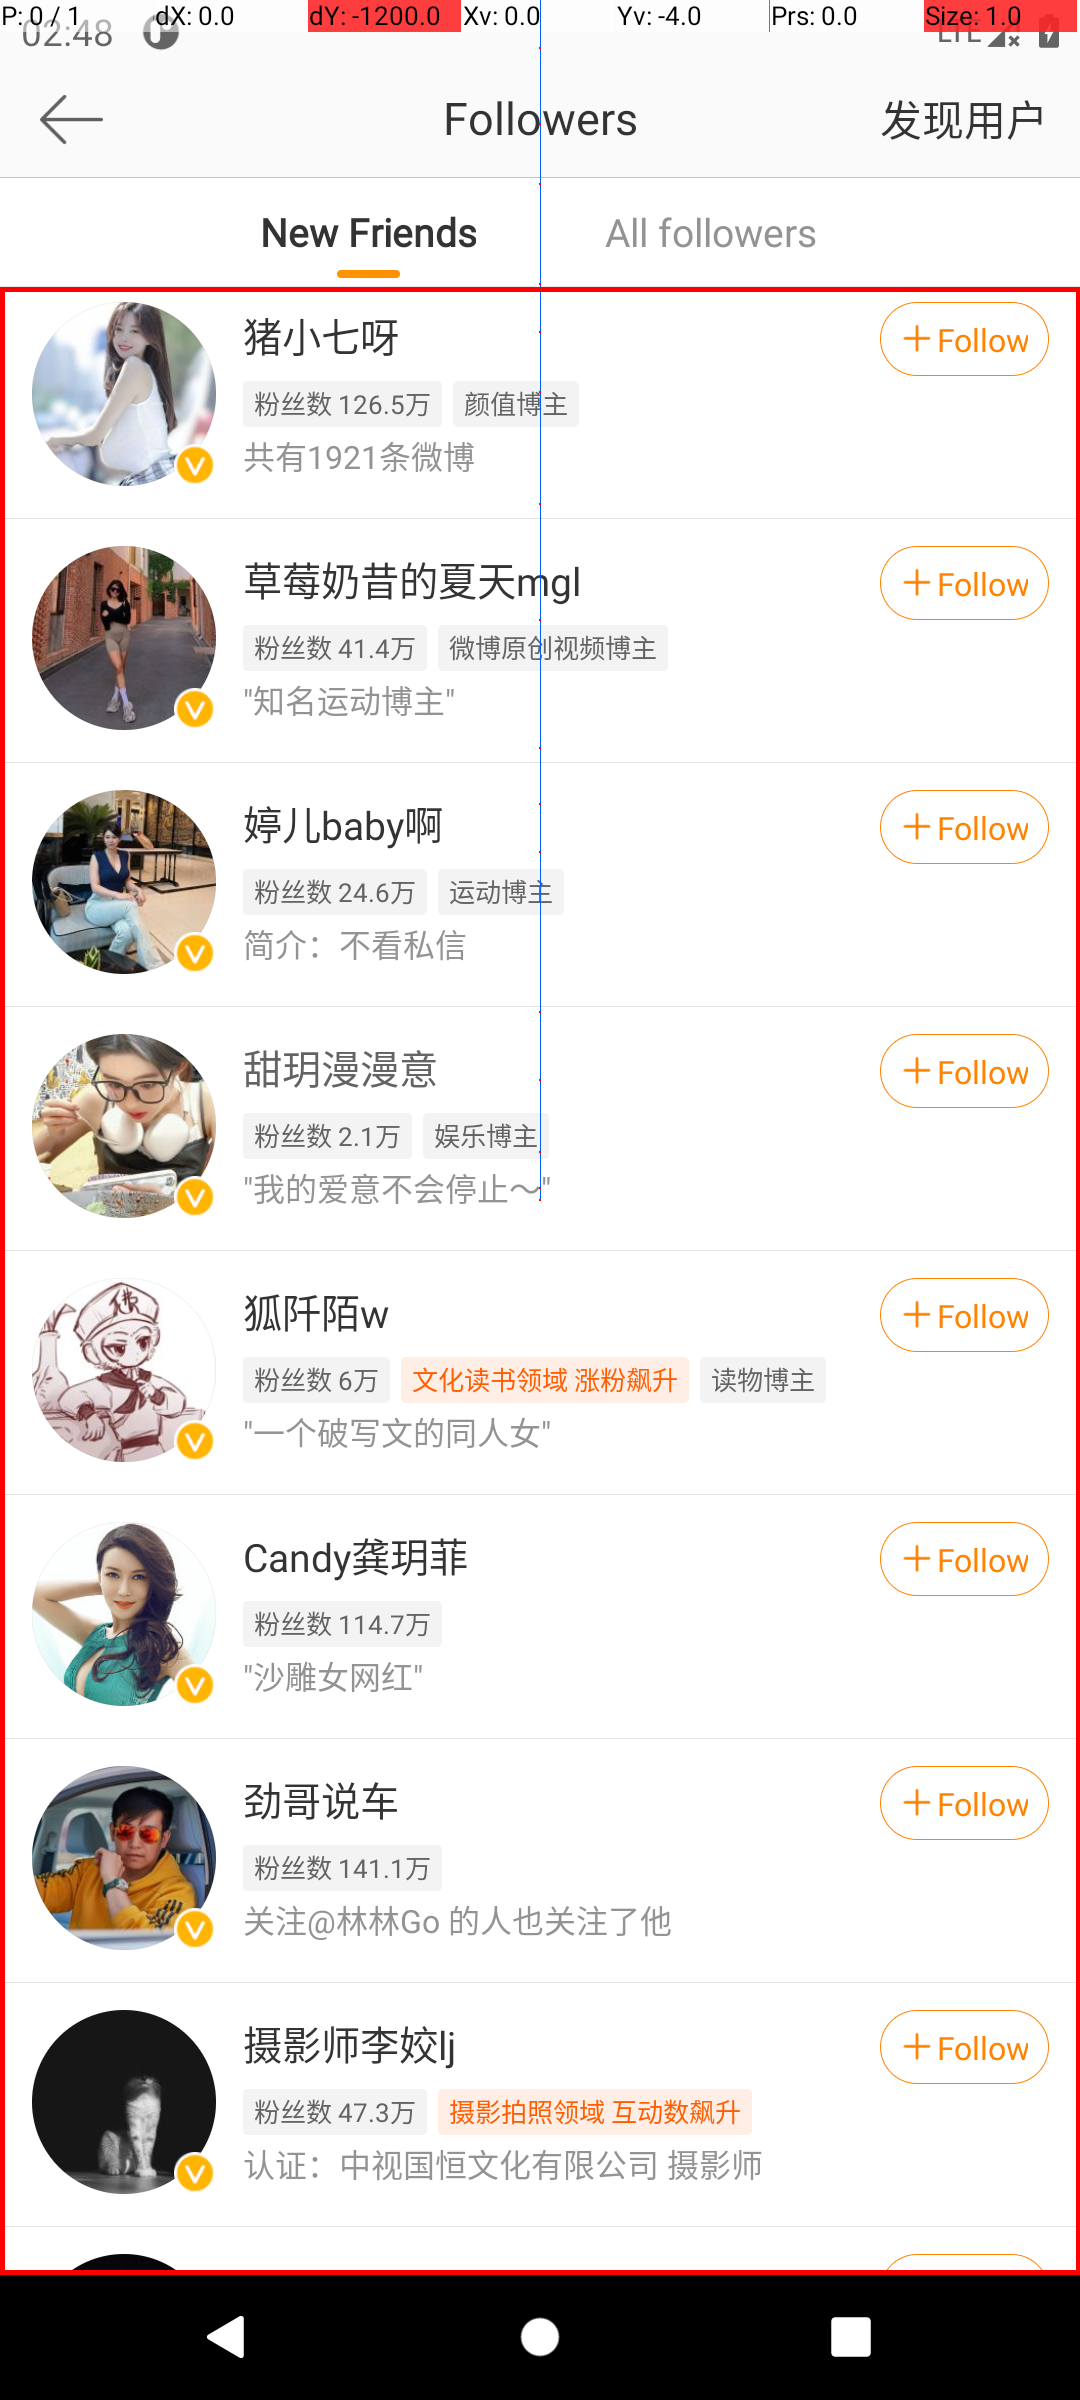 P: 0 / 1 dX: 0.0 dY: -1200.0 Xv: 0.0 Yv: -4.0 Prs: 0.0 Size: 1.0
02:48 LTE
Followers 发现用户
New Friends All followers
猪小七呀 +Follow
粉丝数 126.5万 颜值博主
共有1921条微博
草莓奶昔的夏天mgl +Follow
粉丝数 41.4万 微博原创视频博主
"知名运动博主"
婷儿baby啊 +Follow
粉丝数 24.6万 运动博主
简介：不看私信
甜玥漫漫意 +Follow
粉丝数 2.1万 娱乐博主
"我的爱意不会停止～"
狐阡陌w +Follow
粉丝数 6万 文化读书领域 涨粉飙升 读物博主
"一个破写文的同人女"
Candy龚玥菲 +Follow
粉丝数 114.7万
"沙雕女网红"
劲哥说车 +Follow
粉丝数 141.1万
关注@林林Go 的人也关注了他
摄影师李姣lj +Follow
粉丝数 47.3万 摄影拍照领域 互动数飙升
认证：中视国恒文化有限公司 摄影师